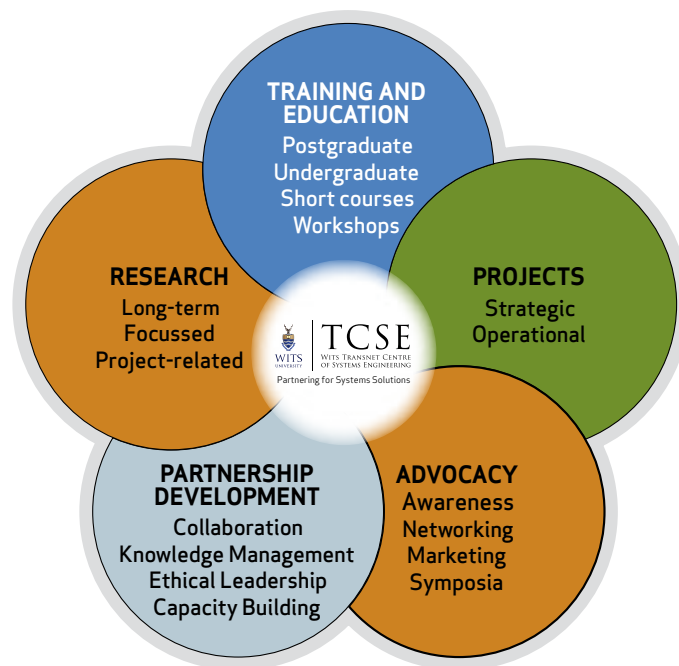 TRAINING AND
EDUCATION
Postgraduate
Undergraduate
Short courses
Workshops
RESEARCH
Long-term
Focussed
Project-related
PROJECTS
Strategic
Operational
WITS
UNIVERSITY
TCSE
WITS TRANSNET CENTRE
OF SYSTEMS ENGINEERING
Partnering for Systems Solutions
PARTNERSHIP
DEVELOPMENT
Collaboration
Knowledge Management
Ethical Leadership
Capacity Building
ADVOCACY
Awareness
Networking
Marketing
Symposia